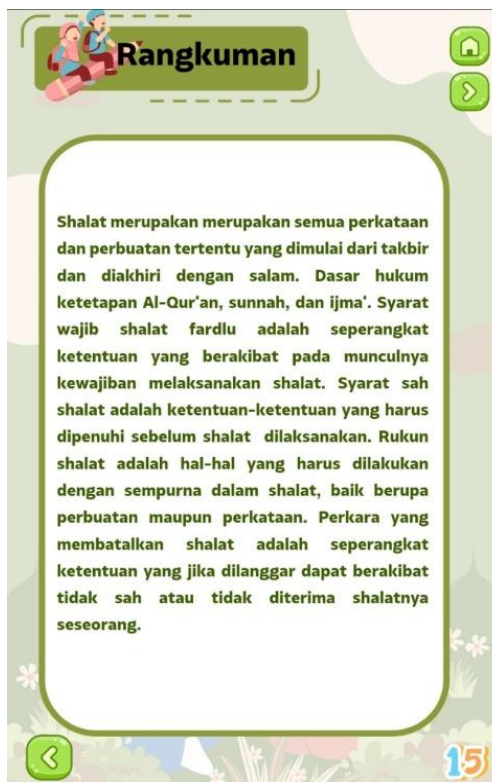 Rangkuman
Shalat merupakan merupakan semua perkataan
dan perbuatan tertentu yang dimulai dari takbir
dan diakhiri dengan salam. Dasar hukum
ketetapan Al-Qur'an, sunnah, dan ijma'. Syarat
wajib shalat fardlu adalah seperangkat
ketentuan yang berakibat pada munculnya
kewajiban melaksanakan shalat. Syarat sah
shalat adalah ketentuan-ketentuan yang harus
dipenuhi sebelum shalat dilaksanakan. Rukun
shalat adalah hal-hal yang harus dilakukan
dengan sempurna dalam shalat, baik berupa
perbuatan maupun perkataan. Perkara yang
membatalkan shalat adalah seperangkat
ketentuan yang jika dilanggar dapat berakibat
tidak sah atau tidak diterima shalatnya
seseorang.
15